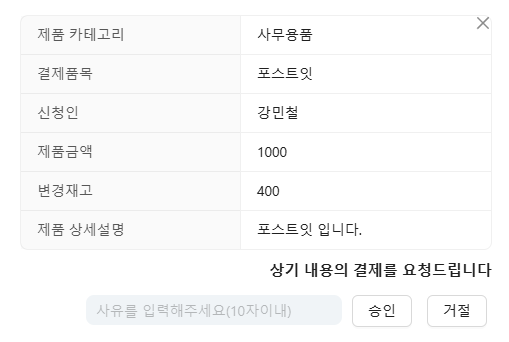 제품 카테고리 사무용품
결제품목 포스트잇
신청인 강민철
제품금액 1000
변경재고 400
제품 상세설명 포스트잇 입니다.
상기 내용의 결제를 요청드립니다
사유를 입력해주세요(10자이내) 승인 거절